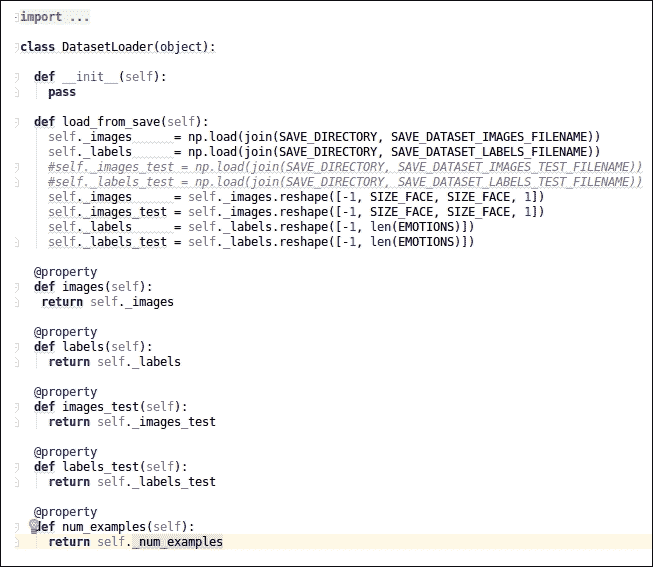 import ...
class DatasetLoader(object):
def __init__(self):
pass
def load_from_save(self):
self._images = np.load(join(SAVE_DIRECTORY, SAVE_DATASET_IMAGES_FILENAME))
self._labels = np.load(join(SAVE_DIRECTORY, SAVE_DATASET_LABELS_FILENAME))
#self._images_test = np.load(join(SAVE_DIRECTORY, SAVE_DATASET_IMAGES_TEST_FILENAME))
#self._labels_test = np.load(join(SAVE_DIRECTORY, SAVE_DATASET_LABELS_TEST_FILENAME))
self._images = self._images.reshape([-1, SIZE_FACE, SIZE_FACE, 1])
self._images_test = self._images.reshape([-1, SIZE_FACE, SIZE_FACE, 1])
self._labels = self._labels.reshape([-1, len(EMOTIONS)])
self._labels_test = self._labels.reshape([-1, len(EMOTIONS)])
@property
def images(self):
return self._images
@property
def labels(self):
return self._labels
@property
def images_test(self):
return self._images_test
@property
def labels_test(self):
return self._labels_test
@property
def num_examples(self):
return self._num_examples